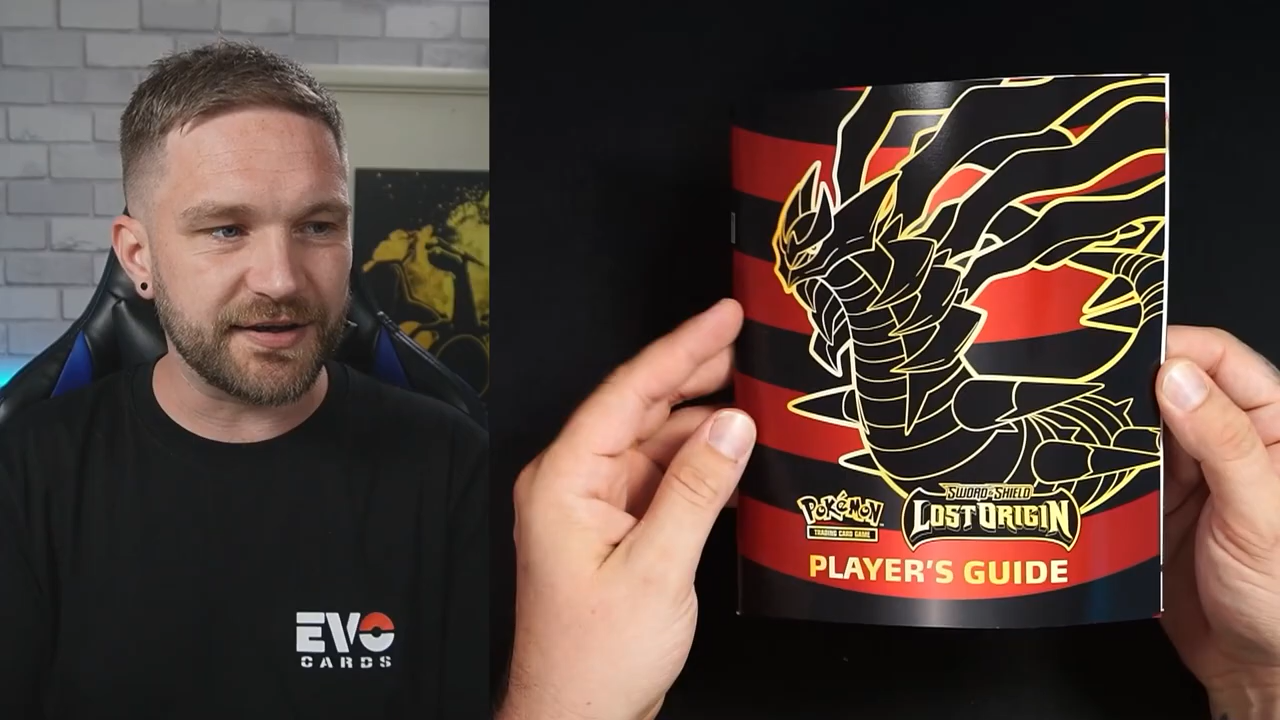 EVO
CARDS
SWORD & SHIELD
POKéMON
LOST ORIGIN
TRADING CARD GAME
PLAYER'S GUIDE